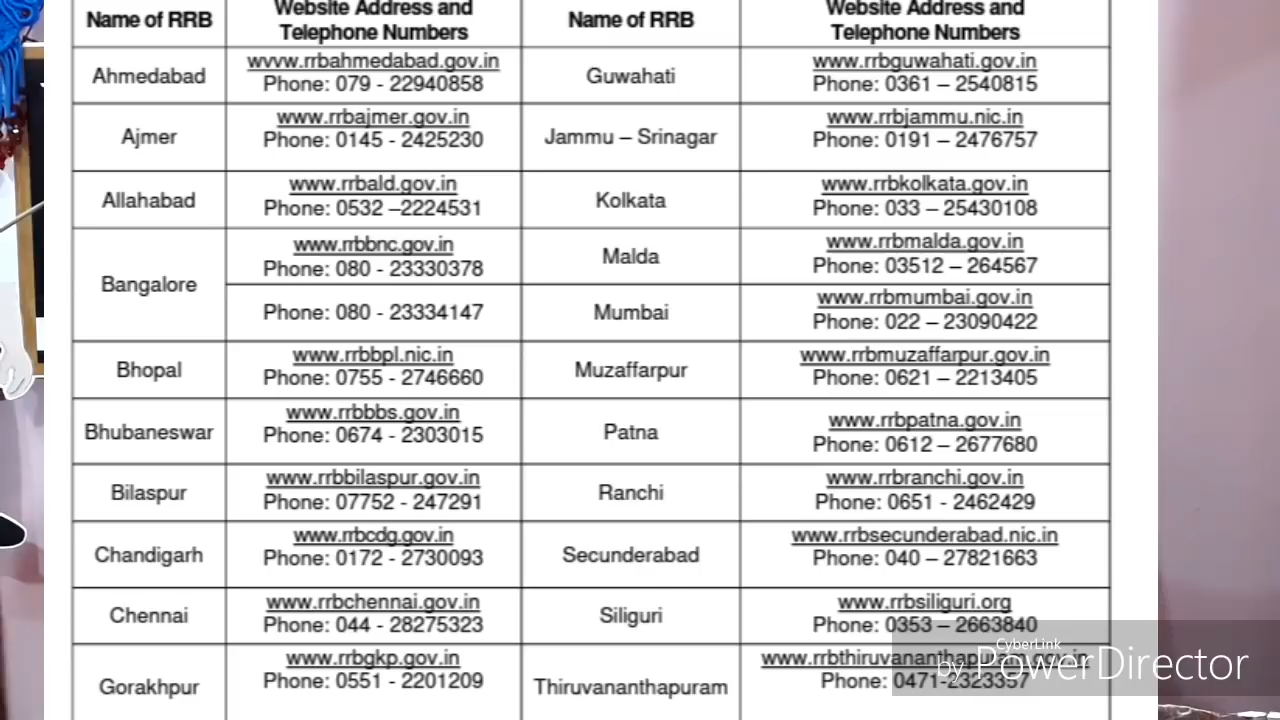 Name of RRB
Website Address and
Telephone Numbers
Name of RRB
Website Address and
Telephone Numbers
Ahmedabad
www.rrbahmedabad.gov.in
Phone: 079 - 22940858
Guwahati
www.rrbguwahati.gov.in
Phone: 0361 – 2540815
Ajmer
www.rrbajmer.gov.in
Phone: 0145 - 2425230
Jammu – Srinagar
www.rrbjammu.nic.in
Phone: 0191 – 2476757
Allahabad
www.rrbald.gov.in
Phone: 0532 –2224531
Kolkata
www.rrbkolkata.gov.in
Phone: 033 – 25430108
Bangalore
www.rrbbnc.gov.in
Phone: 080 - 23330378
Phone: 080 - 23334147
Malda
www.rrbmalda.gov.in
Phone: 03512 – 264567
Mumbai
www.rrbmumbai.gov.in
Phone: 022 – 23090422
Bhopal
www.rrbbpl.nic.in
Phone: 0755 - 2746660
Muzaffarpur
www.rrbmuzaffarpur.gov.in
Phone: 0621 – 2213405
Bhubaneswar
www.rrbbbs.gov.in
Phone: 0674 - 2303015
Patna
www.rrbpatna.gov.in
Phone: 0612 – 2677680
Bilaspur
www.rrbbilaspur.gov.in
Phone: 07752 - 247291
Ranchi
www.rrbranchi.gov.in
Phone: 0651 - 2462429
Chandigarh
www.rrbcdg.gov.in
Phone: 0172 - 2730093
Secunderabad
www.rrbsecunderabad.nic.in
Phone: 040 – 27821663
Chennai
www.rrbchennai.gov.in
Phone: 044 - 28275323
Siliguri
www.rrbsiliguri.org
Phone: 0353 – 2663840
Gorakhpur
www.rrbgkp.gov.in
Phone: 0551 - 2201209
Thiruvananthapuram
www.rrbthiruvananthapuram.gov.in
Phone: 0471-2323357
CyberLink
by PowerDirector